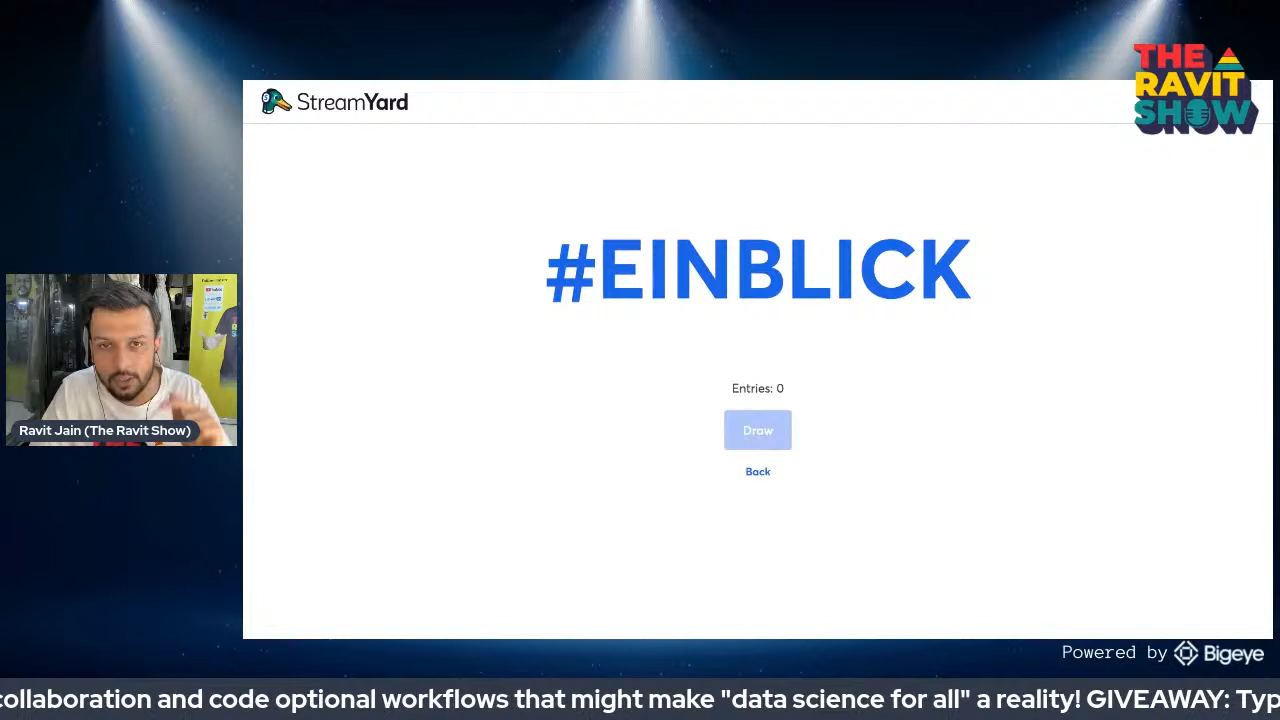 THE
RAVIT
SHOW
StreamYard
#EINBLICK
Entries: 0
Draw
Back
Ravit Jain (The Ravit Show)
Powered by Bigeye
collaboration and code optional workflows that might make "data science for all" a reality! GIVEAWAY: Typ